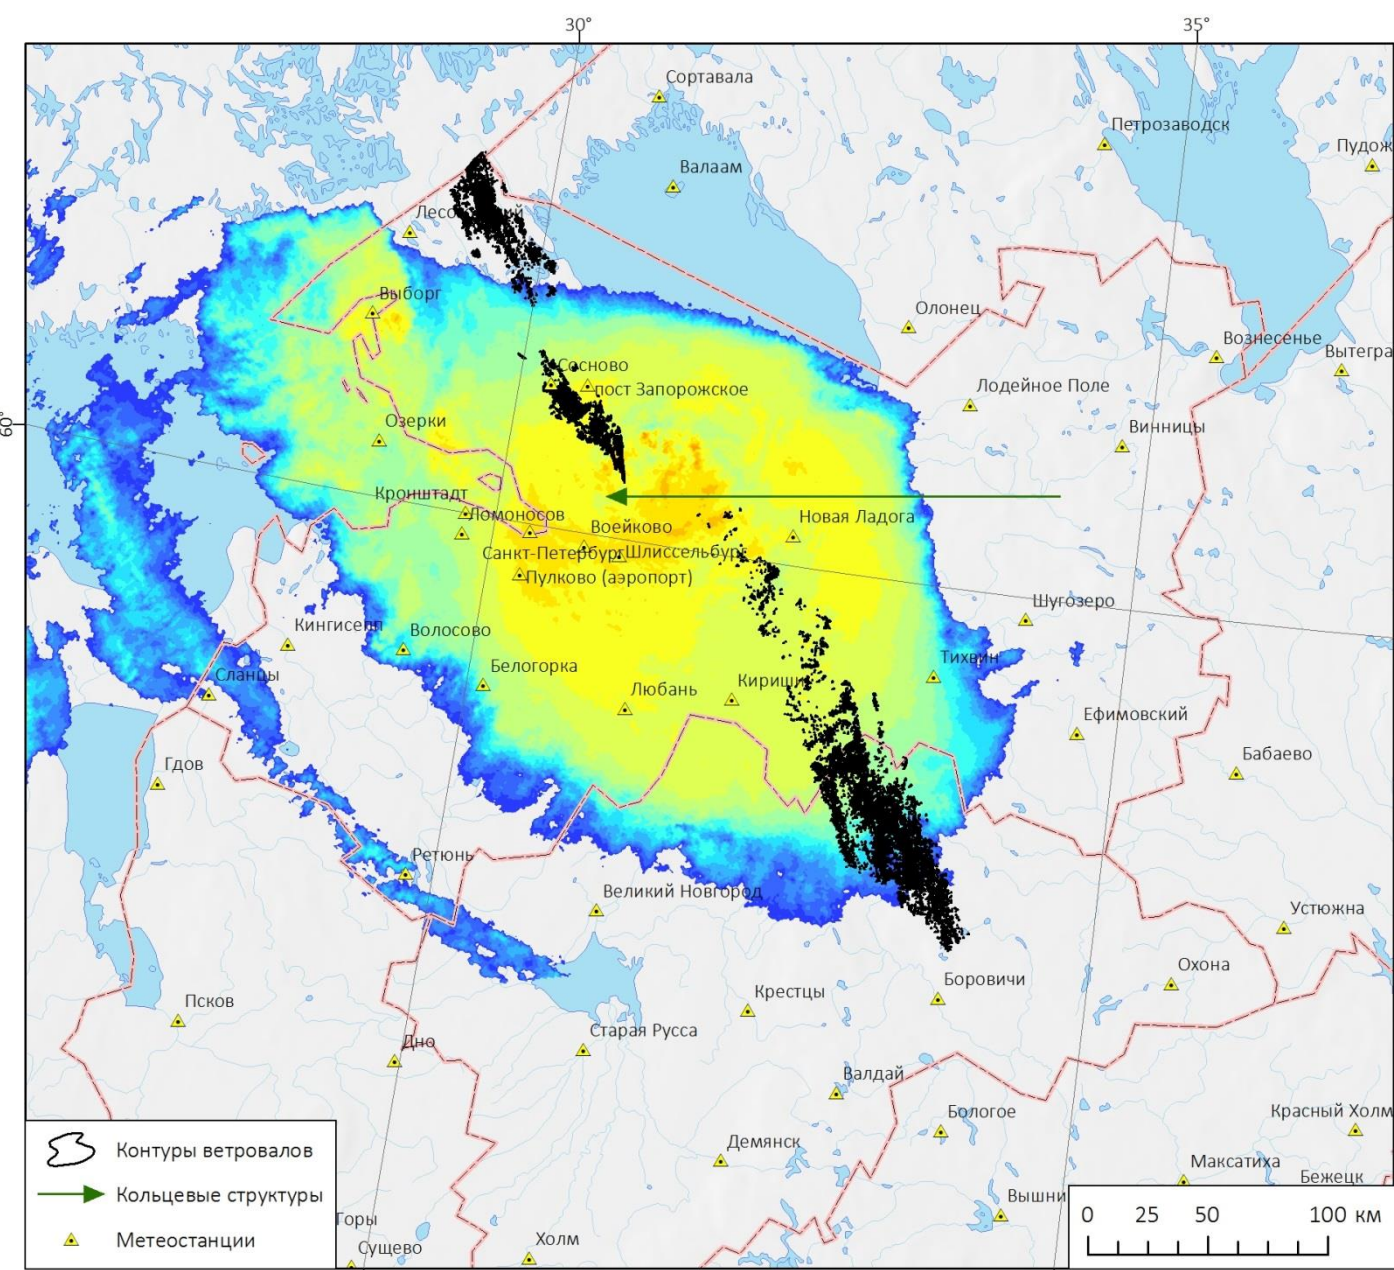 30°
35°
Сортавала
Петрозаводск
Пудож
Валаам
Выборг
Олонец
Вознесенье
Вытегра
Сосново
пост Запорожское
Лодейное Поле
60°
Озерки
Винницы
Кронштадт
Ломоносов
Воейково
Новая Ладога
Санкт-Петербург
Шлиссельбург
Пулково (аэропорт)
Шугозеро
Кингисепп
Волосово
Тихвин
Белогорка
Сланцы
Любань
Кириши
Ефимовский
Гдов
Бабаево
Ретюнь
Великий Новгород
Устюжна
Охона
Боровичи
Крестцы
Псков
Старая Русса
Дно
Валдай
Бологое
Красный Холм
Демянск
Максатиха
Бежецк
Вышни
Контуры ветровалов
Кольцевые структуры
Метеостанции
Горы
Сущево
Холм
0 25 50 100 км